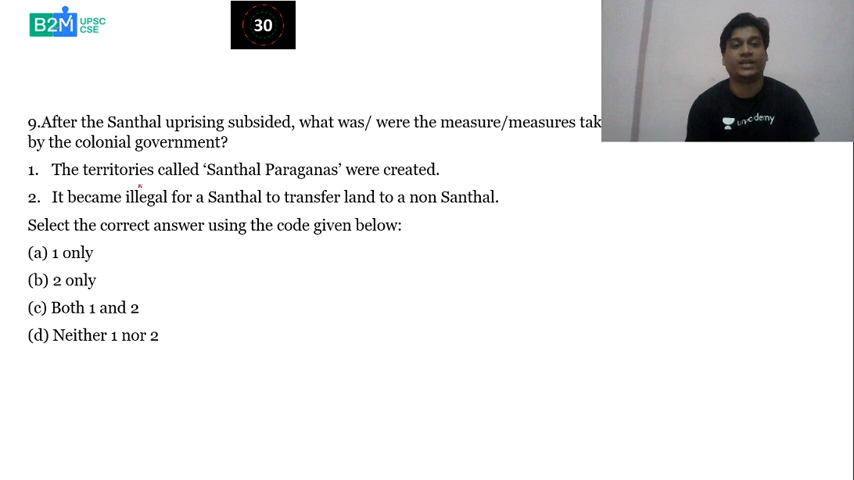 B2M UPSC
CSE
30
unacademy
9.After the Santhal uprising subsided, what was/ were the measure/measures tak
by the colonial government?
1. The territories called ‘Santhal Paraganas’ were created.
2. It became illegal for a Santhal to transfer land to a non Santhal.
Select the correct answer using the code given below:
(a) 1 only
(b) 2 only
(c) Both 1 and 2
(d) Neither 1 nor 2